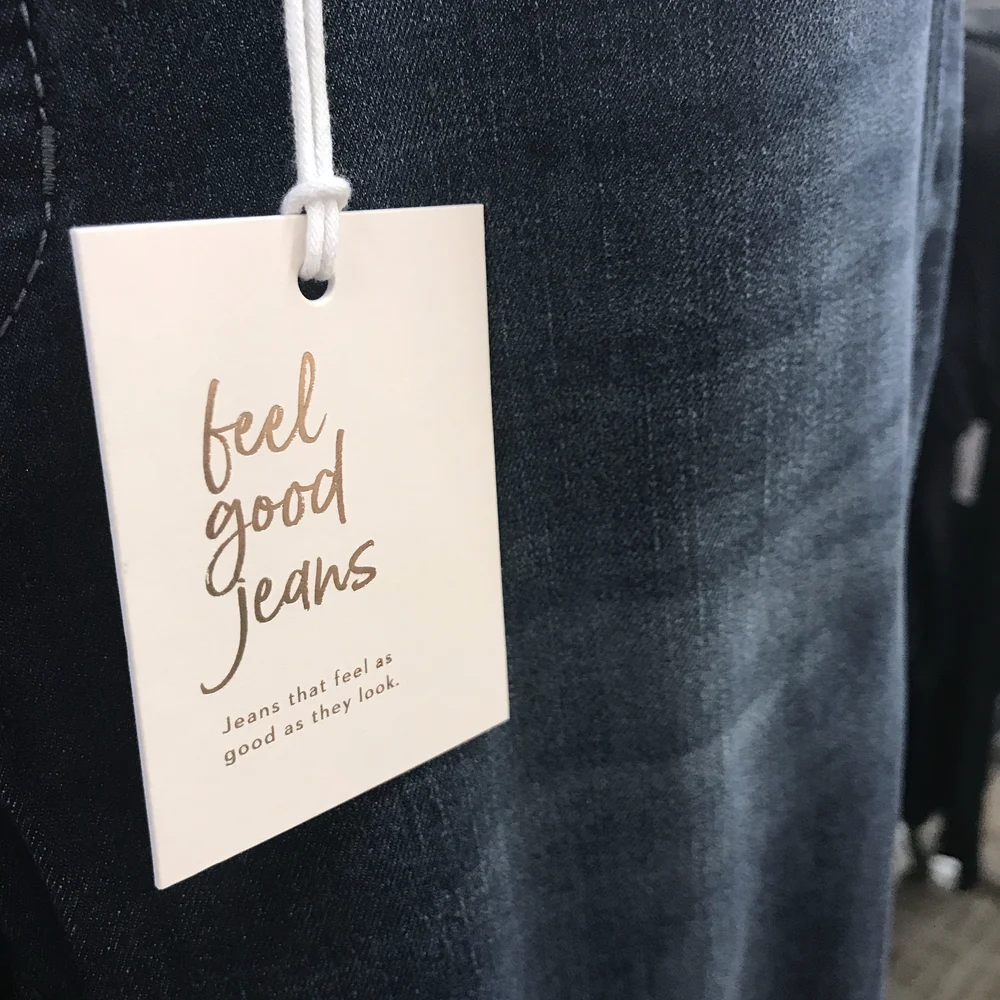 feel
good
jeans
Jeans that feel as
good as they look.